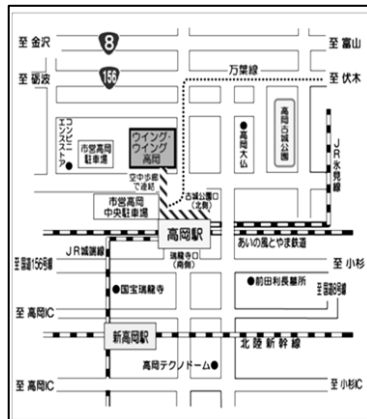 至 金沢
8
至 富山
万葉線
至 砺波
156
至 伏木
コンビニ
エンスストア
市営高岡
駐車場
ウイング・
ウイング
高岡
高岡大仏
高岡古城公園
JR氷見線
空中歩廊
で連結
市営高岡
中央駐車場
古城公園口
(北側)
高岡駅
あいの風とやま鉄道
JR城端線
瑞龍寺口
(南側)
至 国道156号線
至 小杉
国宝瑞龍寺
前田利長墓所
至 国道8号線
至 高岡IC
新高岡駅
北陸新幹線
高岡テクノドーム
至 高岡IC
至 小杉IC